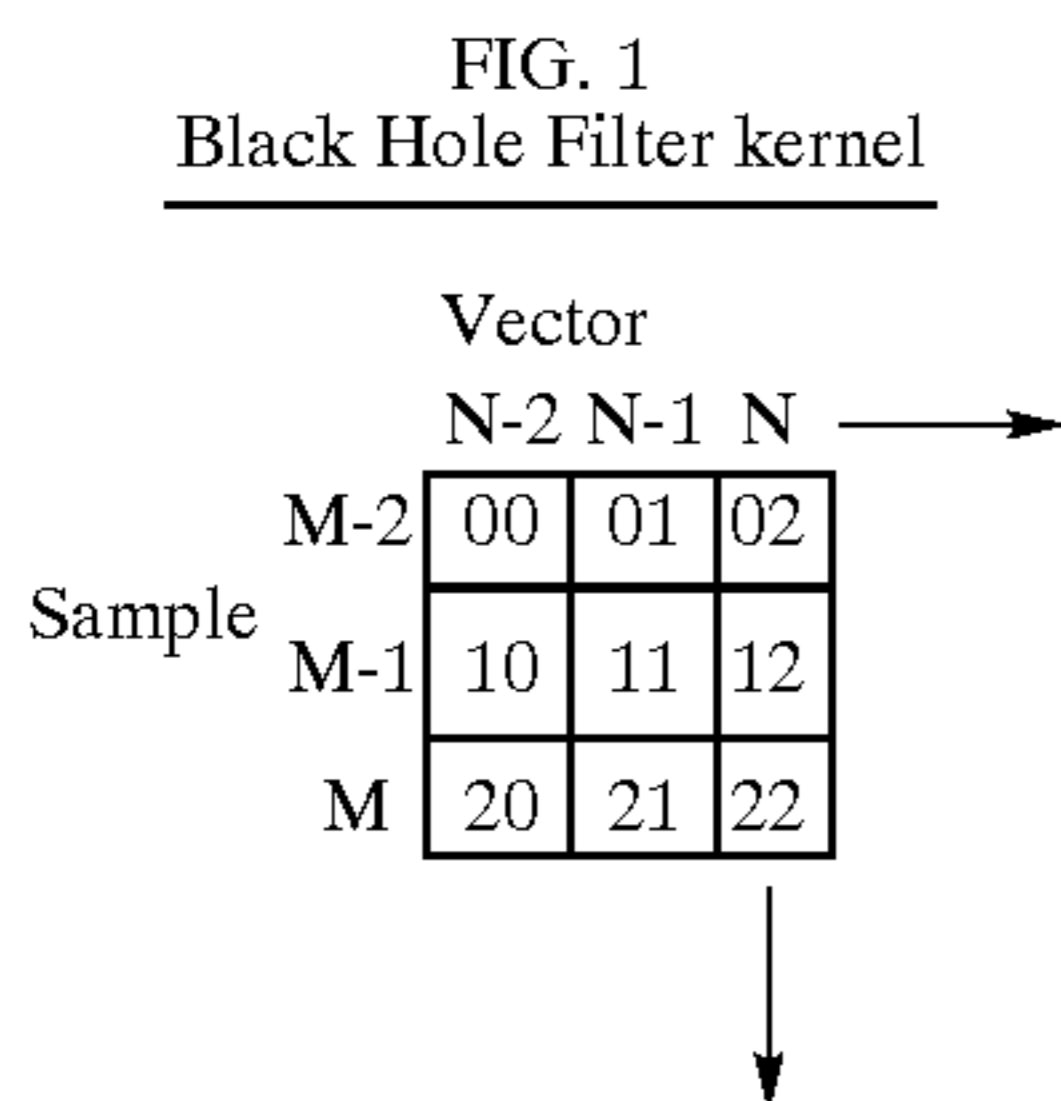 FIG. 1
Black Hole Filter kernel
Vector
N-2 N-1 N
M-2 00 01 02
Sample
M-1 10 11 12
M 20 21 22